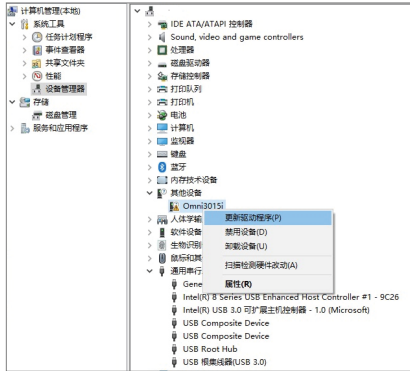 计算机管理(本地)
系统工具
任务计划程序
事件查看器
共享文件夹
性能
设备管理器
存储
磁盘管理
服务和应用程序
IDE ATA/ATAPI 控制器
Sound, video and game controllers
处理器
磁盘驱动器
存储控制器
打印队列
打印机
电池
计算机
监视器
键盘
蓝牙
内存技术设备
其他设备
Omni3015i
人体学输
软件设备
生物识别
鼠标和其
通用串行
更新驱动程序(P)
禁用设备(D)
卸载设备(U)
扫描检测硬件改动(A)
属性(R)
Gene
Intel(R) 8 Series USB Enhanced Host Controller #1 - 9C26
Intel(R) USB 3.0 可扩展主机控制器 - 1.0 (Microsoft)
USB Composite Device
USB Composite Device
USB Root Hub
USB 根集线器(USB 3.0)